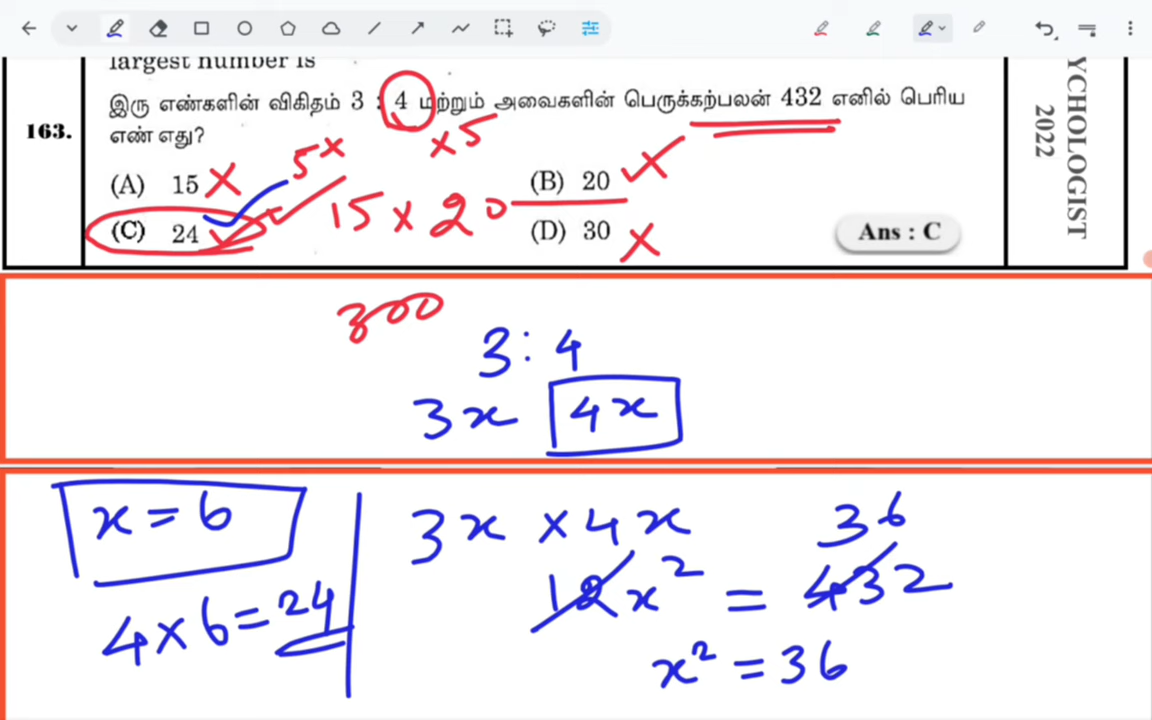 largest number is
இரு எண்களின் விகிதம் 3 : 4 மற்றும் அவைகளின் பெருக்கற்பலன் 432 எனில் பெரிய
163.
எண் எது?
(A) 15 (B) 20
(C) 24 (D) 30
Ans : C
YCHOLOGIST
2022
5x
x5
15 x 20
300
3 : 4
3x 4x
x = 6
4 x 6 = 24
3x x 4x
36
12x² = 432
x² = 36